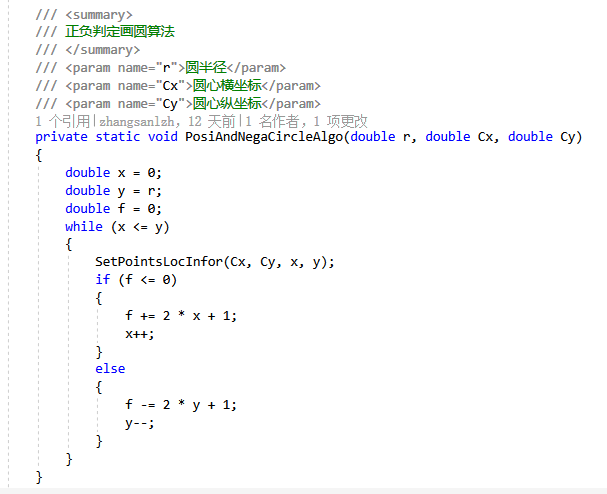 /// <summary>
/// 正负判定画圆算法
/// </summary>
/// <param name="r">圆半径</param>
/// <param name="Cx">圆心横坐标</param>
/// <param name="Cy">圆心纵坐标</param>
1 个引用|zhangsanlzh，12 天前|1 名作者，1 项更改
private static void PosiAndNegaCircleAlgo(double r, double Cx, double Cy)
{
    double x = 0;
    double y = r;
    double f = 0;
    while (x <= y)
    {
        SetPointsLocInfor(Cx, Cy, x, y);
        if (f <= 0)
        {
            f += 2 * x + 1;
            x++;
        }
        else
        {
            f -= 2 * y + 1;
            y--;
        }
    }
}